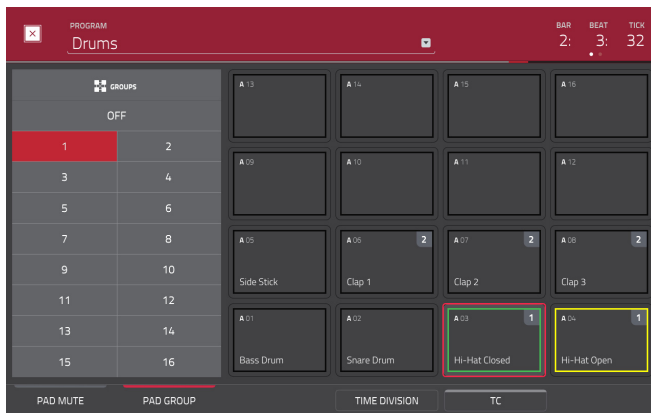 PROGRAM
Drums
BAR BEAT TICK
2: 3: 32
GROUPS
OFF
1 2
3 4
5 6
7 8
9 10
11 12
13 14
15 16
A 13 A 14 A 15 A 16
A 09 A 10 A 11 A 12
A 05 A 06 2 A 07 2 A 08 2
Side Stick Clap 1 Clap 2 Clap 3
A 01 A 02 A 03 1 A 04 1
Bass Drum Snare Drum Hi-Hat Closed Hi-Hat Open
PAD MUTE PAD GROUP TIME DIVISION TC